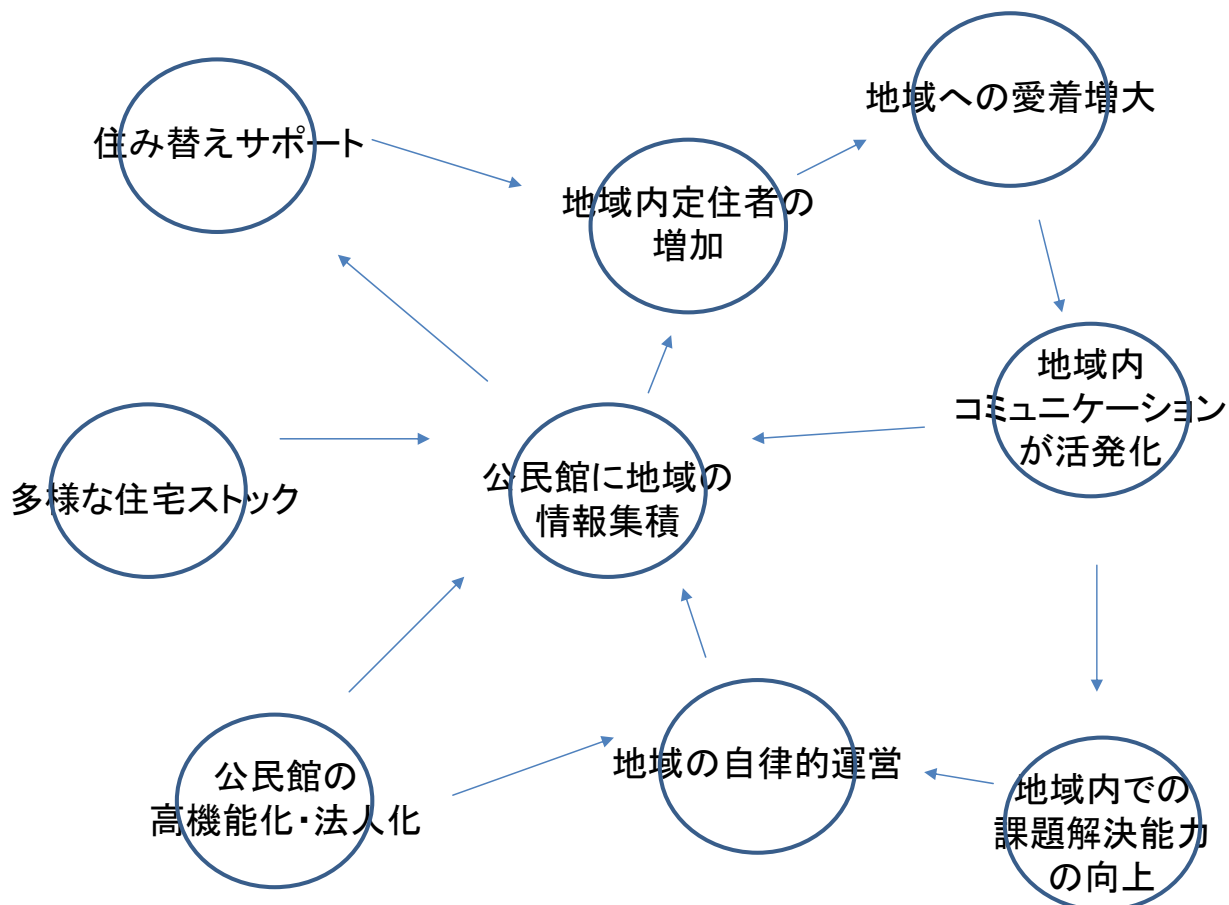 地域への愛着増大
住み替えサポート
地域内定住者の
増加
地域内
コミュニケーション
が活発化
公民館に地域の
情報集積
多様な住宅ストック
地域の自律的運営
公民館の
高機能化・法人化
地域内での
課題解決能力
の向上